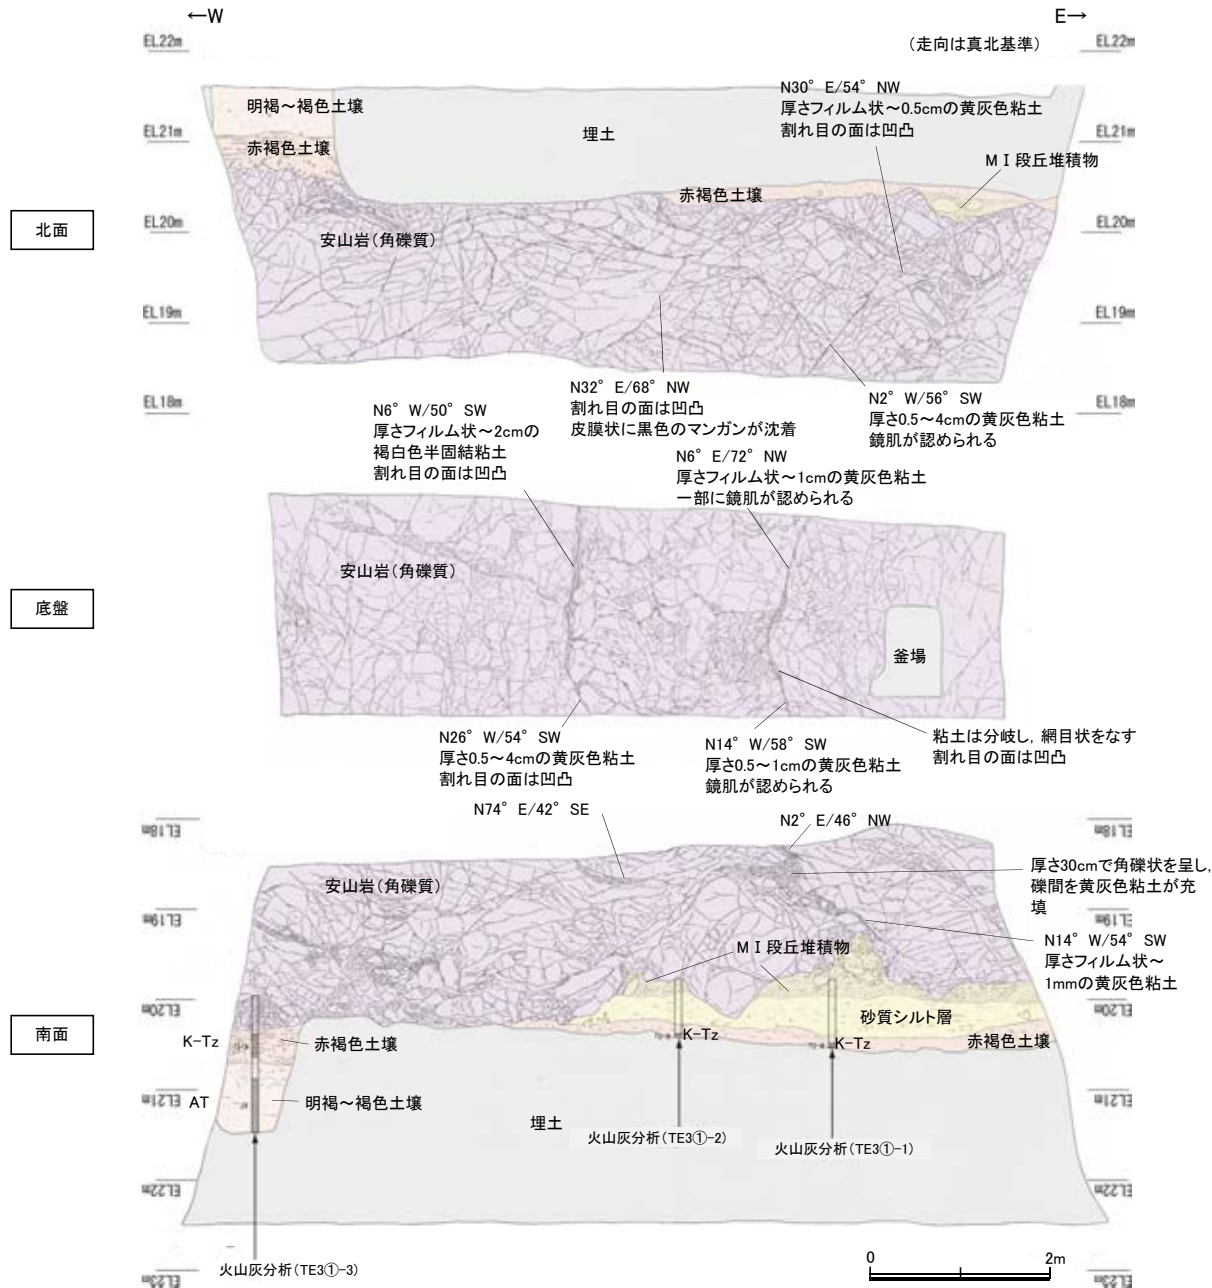 ←W
E→
(走向は真北基準)
EL22m
EL22m
N30°E/54°NW
厚さフィルム状～0.5cmの黄灰色粘土
割れ目の面は凹凸
明褐～褐色土壌
EL21m
埋土
EL21m
赤褐色土壌
ＭⅠ段丘堆積物
赤褐色土壌
北面
EL20m
EL20m
安山岩(角礫質)
EL19m
EL19m
N32°E/68°NW
割れ目の面は凹凸
皮膜状に黒色のマンガンが沈着
N2°W/56°SW
厚さ0.5～4cmの黄灰色粘土
鏡肌が認められる
EL18m
EL18m
N6°W/50°SW
厚さフィルム状～2cmの
褐白色半固結粘土
割れ目の面は凹凸
N6°E/72°NW
厚さフィルム状～1cmの黄灰色粘土
一部に鏡肌が認められる
安山岩(角礫質)
底盤
釜場
N26°W/54°SW
厚さ0.5～4cmの黄灰色粘土
割れ目の面は凹凸
N14°W/58°SW
厚さ0.5～1cmの黄灰色粘土
鏡肌が認められる
粘土は分岐し，網目状をなす
割れ目の面は凹凸
N74°E/42°SE
N2°E/46°NW
EL18m
EL18m
厚さ30cmで角礫状を呈し，
礫間を黄灰色粘土が充
填
安山岩(角礫質)
EL19m
EL19m
N14°W/54°SW
厚さフィルム状～
1mmの黄灰色粘土
ＭⅠ段丘堆積物
EL20m
EL20m
砂質シルト層
南面
K-Tz
赤褐色土壌
K-Tz
K-Tz
赤褐色土壌
EL21m
AT
明褐～褐色土壌
EL21m
埋土
火山灰分析(TE3①-2)
火山灰分析(TE3①-1)
EL22m
EL22m
火山灰分析(TE3①-3)
0
2m
EL23m
EL23m